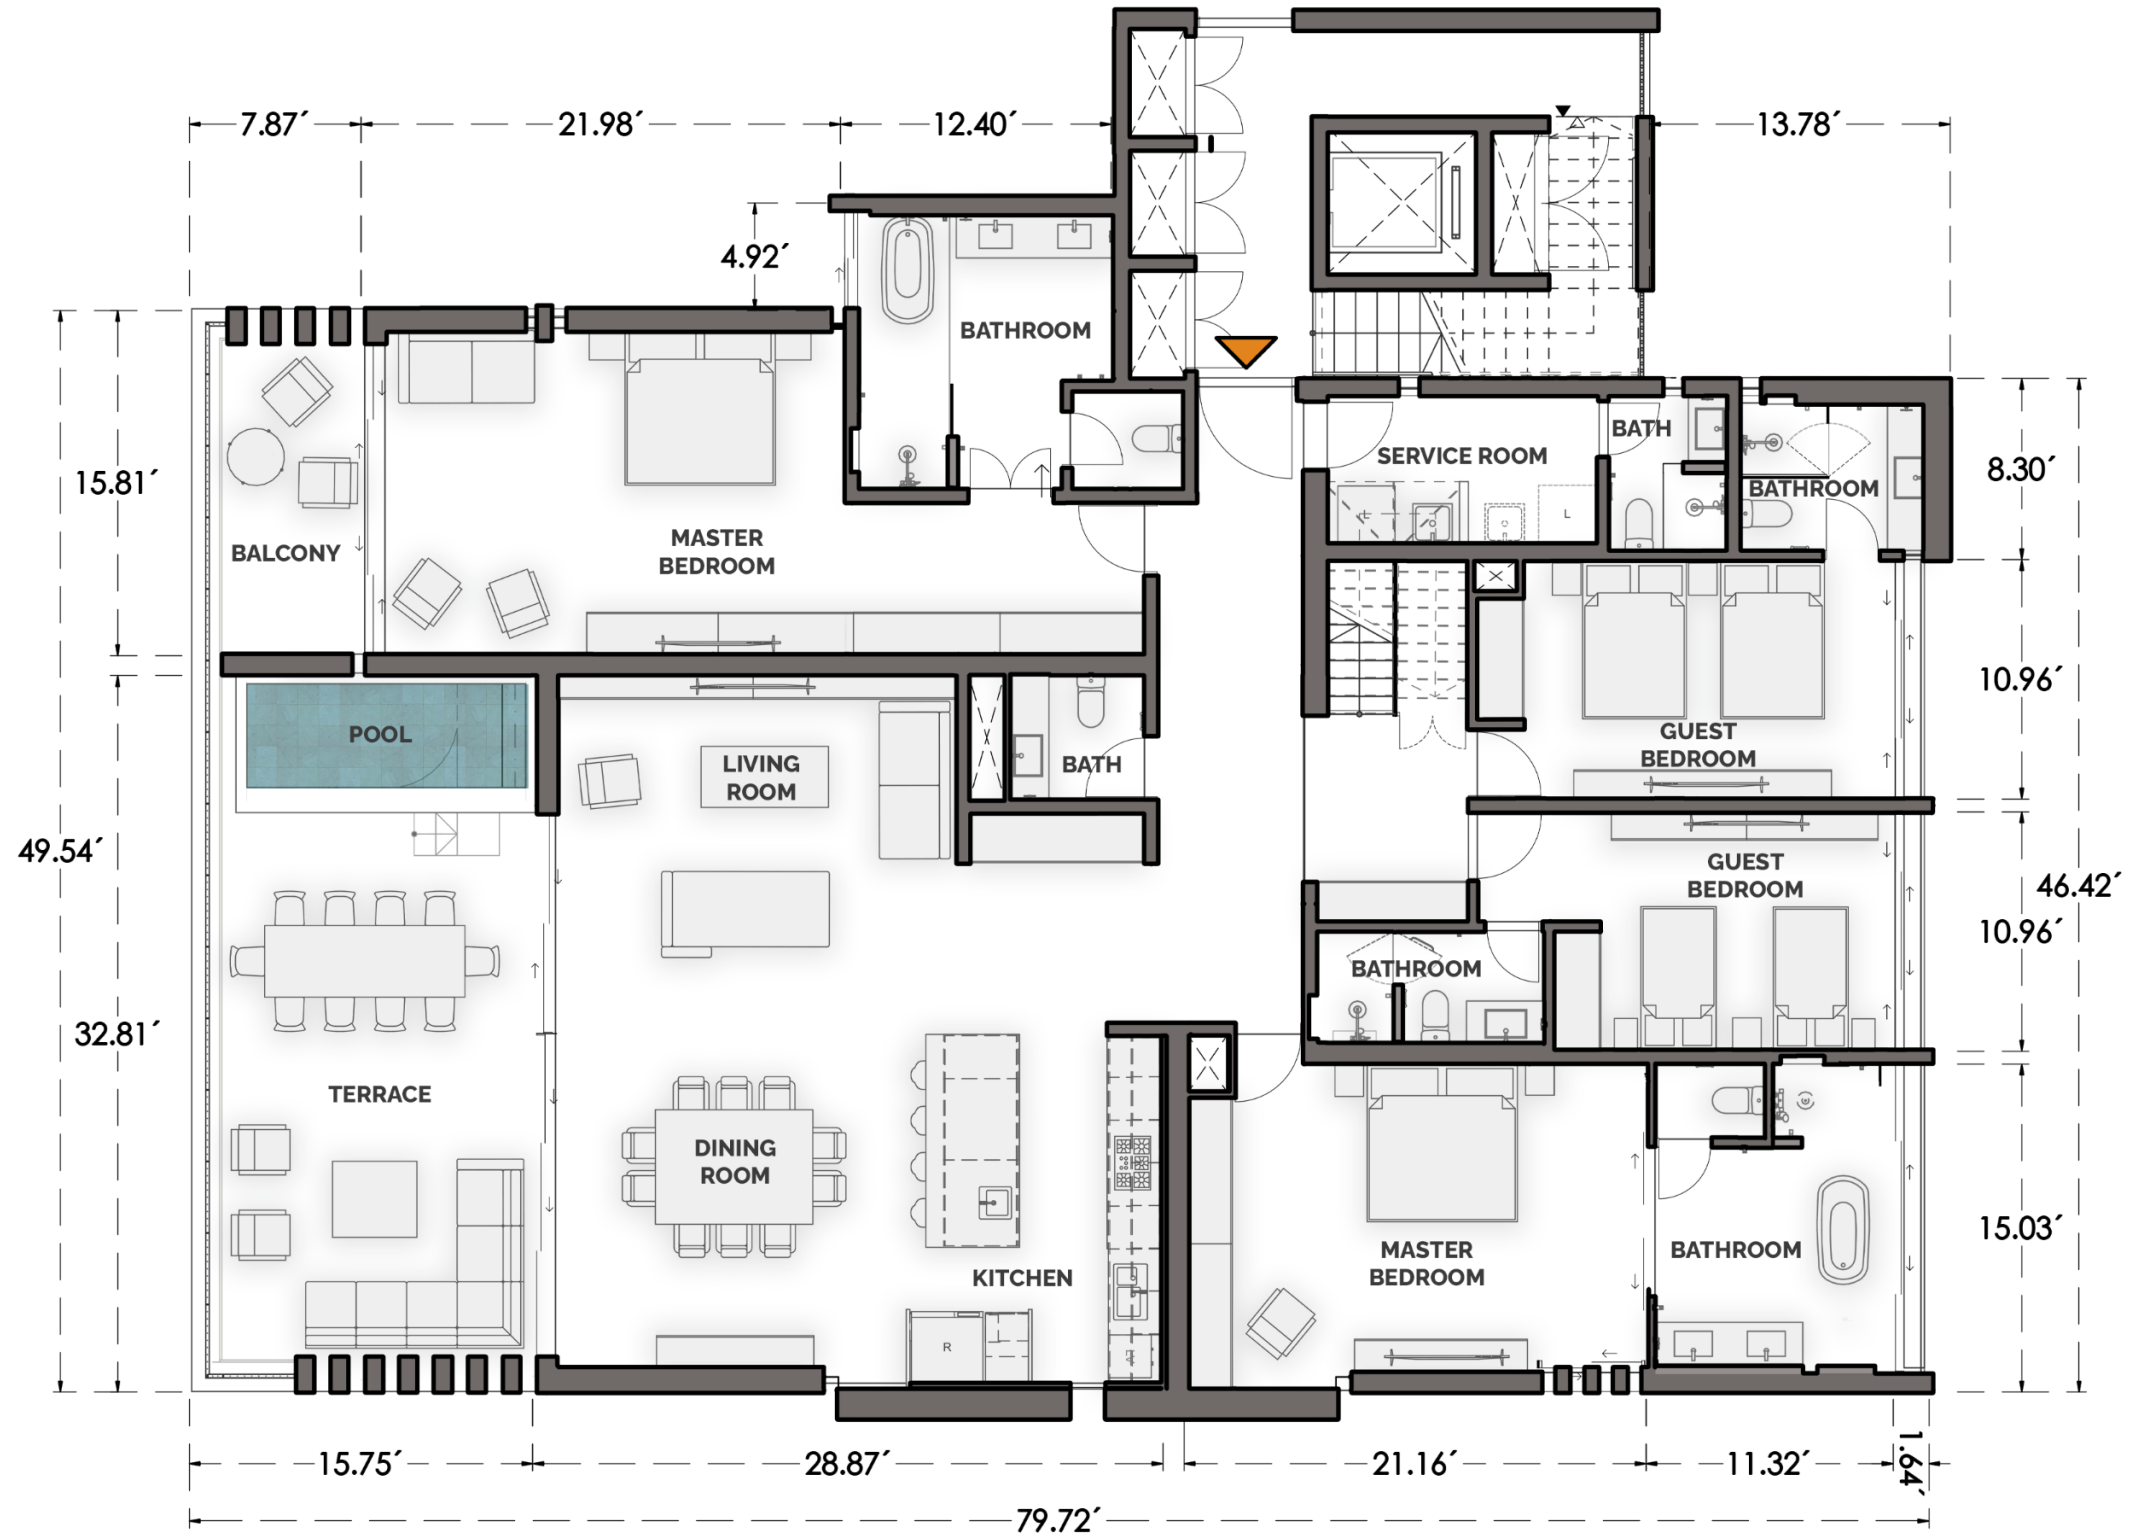 7.87´
21.98´
12.40´
13.78´
4.92´
BATHROOM
BATH
SERVICE ROOM
8.30´
15.81´
BATHROOM
L
L
MASTER
BEDROOM
BALCONY
10.96´
POOL
LIVING
ROOM
BATH
GUEST
BEDROOM
49.54´
GUEST
BEDROOM
46.42´
10.96´
BATHROOM
32.81´
TERRACE
DINING
ROOM
KITCHEN
MASTER
BEDROOM
BATHROOM
15.03´
R
15.75´
28.87´
21.16´
11.32´
1.64´
79.72´